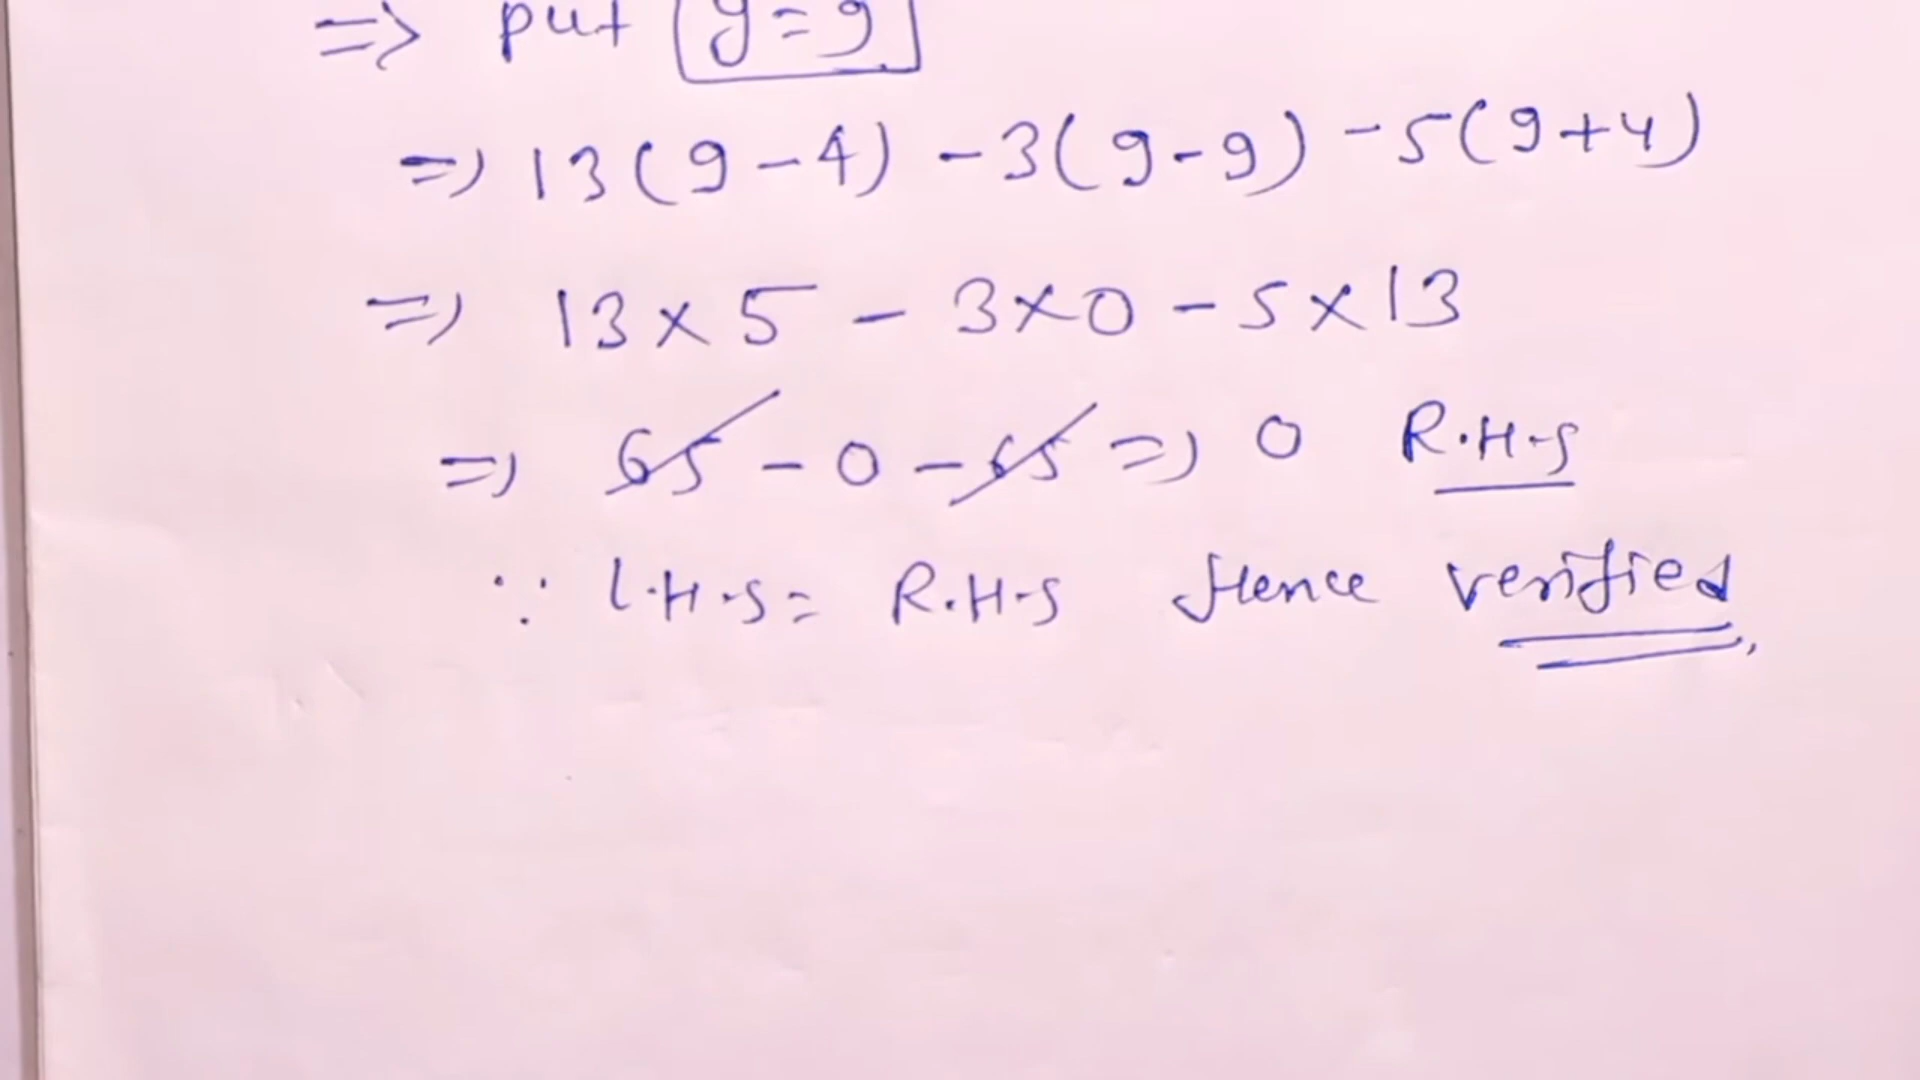 => put y=9
=> 13(9-4) -3(9-9) -5(9+4)
=> 13×5 - 3×0 - 5×13
=> 65 - 0 - 65 => 0 R.H.S
∵ L.H.S = R.H.S Hence verified,